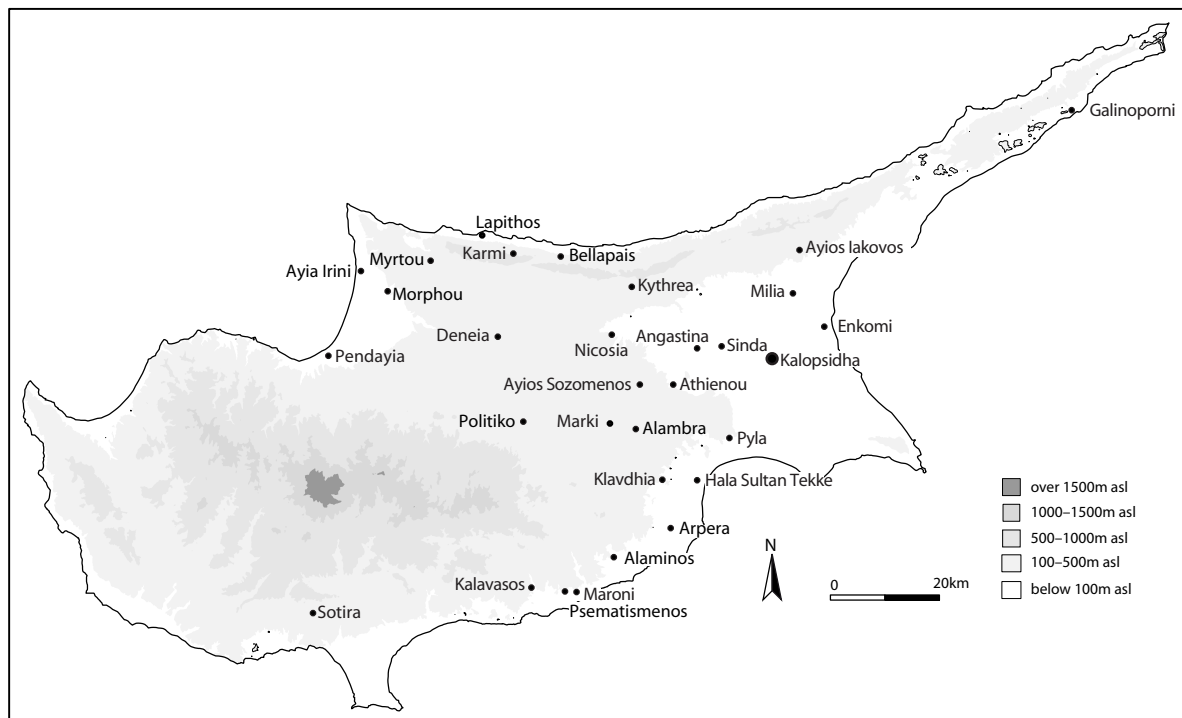 Galinoporni
Lapithos
Karmi
Bellapais
Ayios Iakovos
Myrtou
Ayia Irini
Morphou
Kythrea
Milia
Enkomi
Deneia
Nicosia
Angastina
Sinda
Kalopsidha
Pendayia
Ayios Sozomenos
Athienou
Politiko
Marki
Alambra
Pyla
Klavdhia
Hala Sultan Tekke
Arpera
Alaminos
Kalavasos
Maroni
Psematismenos
Sotira
N
0
20km
over 1500m asl
1000–1500m asl
500–1000m asl
100–500m asl
below 100m asl